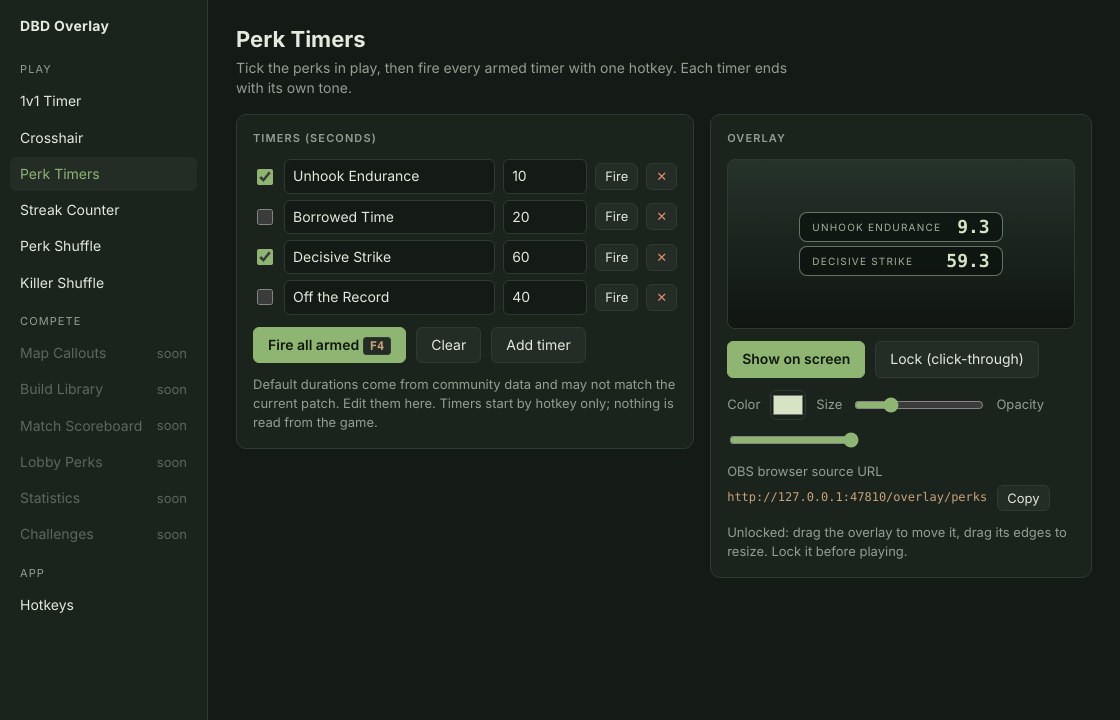 DBD Overlay
PLAY
1v1 Timer
Crosshair
Perk Timers
Streak Counter
Perk Shuffle
Killer Shuffle
COMPETE
Map Callouts soon
Build Library soon
Match Scoreboard soon
Lobby Perks soon
Statistics soon
Challenges soon
APP
Hotkeys
Perk Timers
Tick the perks in play, then fire every armed timer with one hotkey. Each timer ends
with its own tone.
TIMERS (SECONDS)
Unhook Endurance 10 Fire ✕
Borrowed Time 20 Fire ✕
Decisive Strike 60 Fire ✕
Off the Record 40 Fire ✕
Fire all armed F4 Clear Add timer
Default durations come from community data and may not match the
current patch. Edit them here. Timers start by hotkey only; nothing is
read from the game.
OVERLAY
UNHOOK ENDURANCE 9.3
DECISIVE STRIKE 59.3
Show on screen Lock (click-through)
Color Size Opacity
OBS browser source URL
http://127.0.0.1:47810/overlay/perks Copy
Unlocked: drag the overlay to move it, drag its edges to
resize. Lock it before playing.